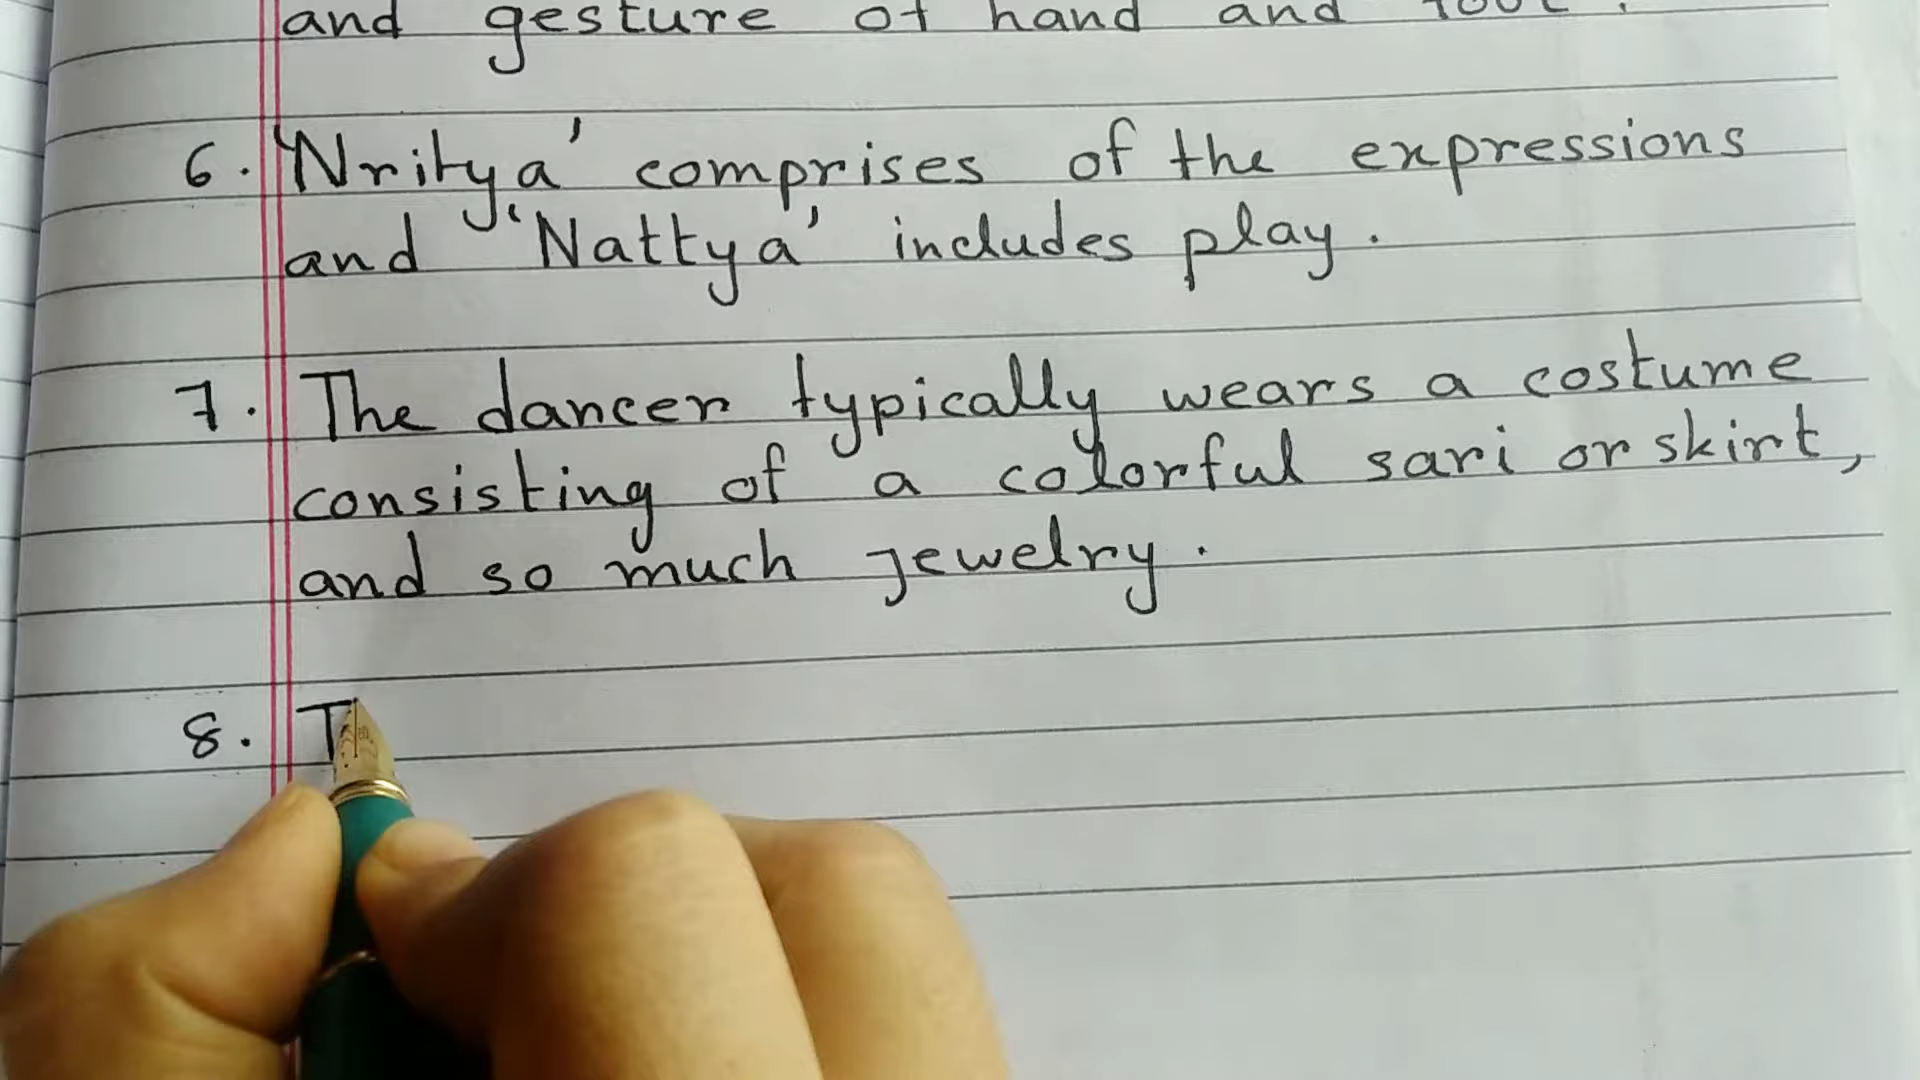 and gesture of hand and foot.
6. 'Nritya' comprises of the expressions
and 'Nattya' includes play.
7. The dancer typically wears a costume
consisting of a colorful sari or skirt,
and so much jewelry.
8. T